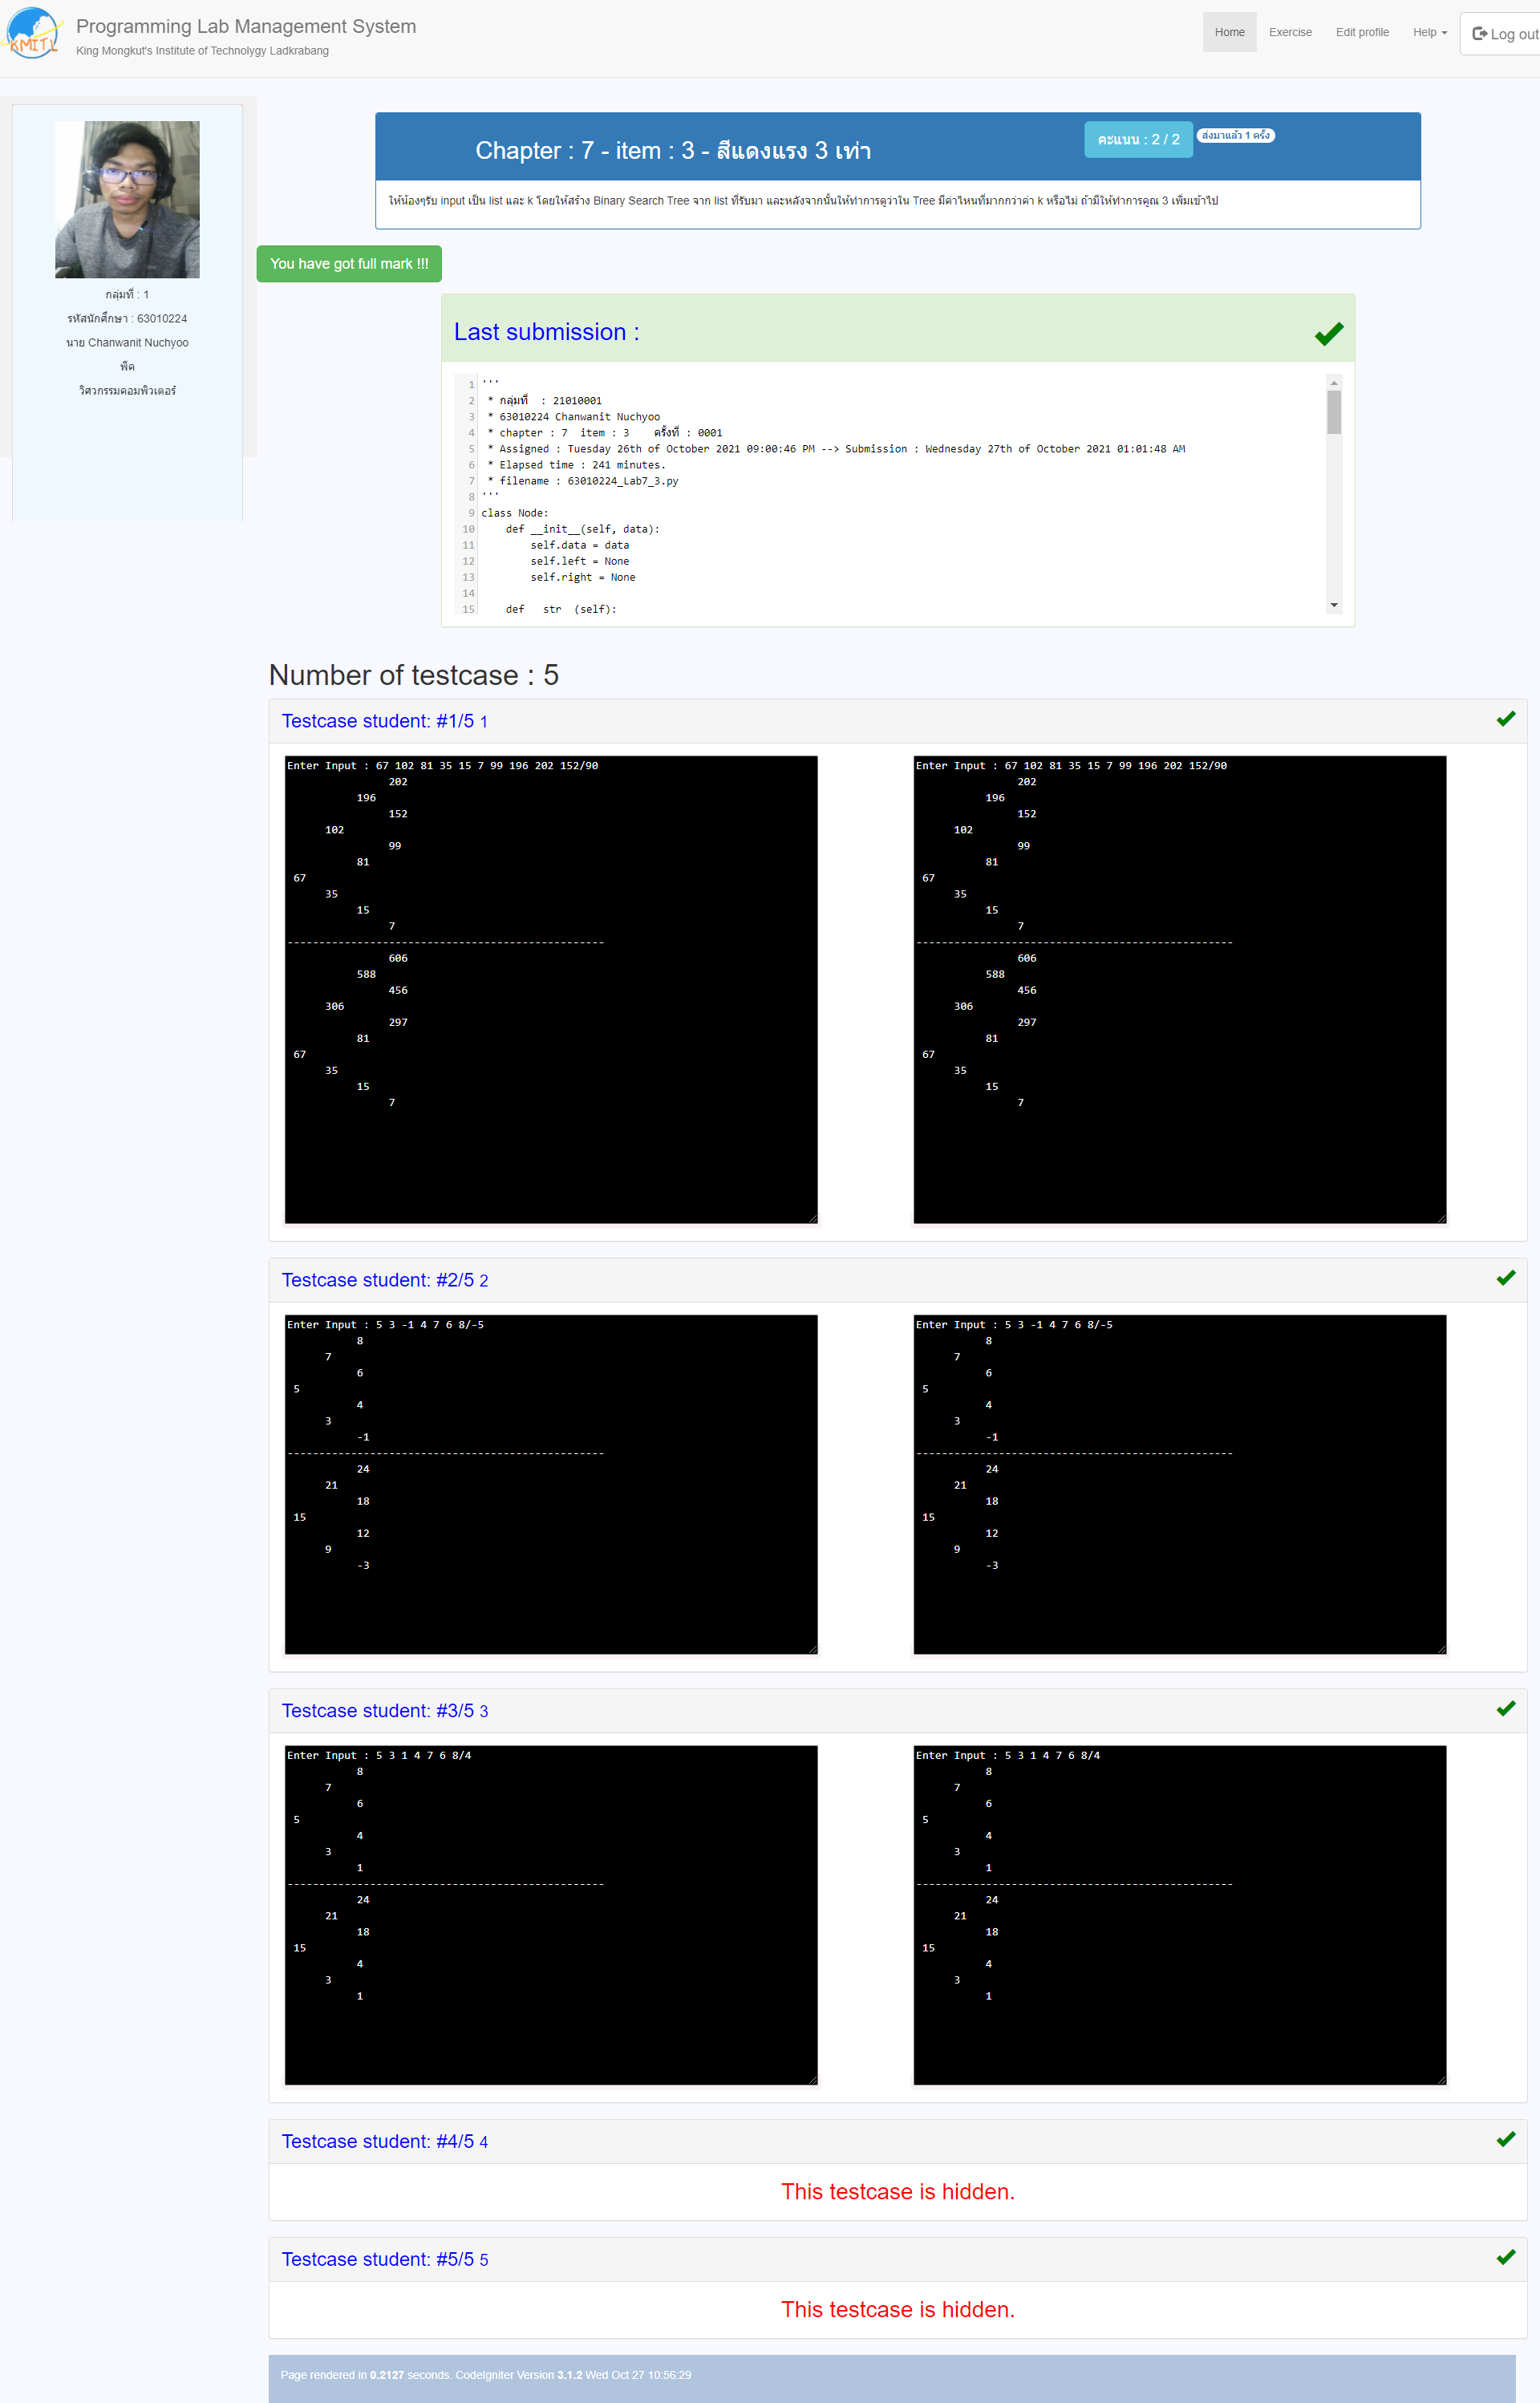 KMITL
Programming Lab Management System
King Mongkut's Institute of Technolygy Ladkrabang
Home Exercise Edit profile Help Log out
กลุ่มที่ : 1
รหัสนักศึกษา : 63010224
นาย Chanwanit Nuchyoo
พีค
วิศวกรรมคอมพิวเตอร์
Chapter : 7 - item : 3 - สีแดงแรง 3 เท่า
คะแนน : 2 / 2 ส่งมาแล้ว 1 ครั้ง
ให้น้องๆรับ input เป็น list และ k โดยให้สร้าง Binary Search Tree จาก list ที่รับมา และหลังจากนั้นให้ทำการดูว่าใน Tree มีค่าไหนที่มากกว่าค่า k หรือไม่ ถ้ามีให้ทำการคูณ 3 เพิ่มเข้าไป
You have got full mark !!!
Last submission :
1 '''
2 * กลุ่มที่ : 21010001
3 * 63010224 Chanwanit Nuchyoo
4 * chapter : 7 item : 3 ครั้งที่ : 0001
5 * Assigned : Tuesday 26th of October 2021 09:00:46 PM --> Submission : Wednesday 27th of October 2021 01:01:48 AM
6 * Elapsed time : 241 minutes.
7 * filename : 63010224_Lab7_3.py
8 '''
9 class Node:
10 def __init__(self, data):
11 self.data = data
12 self.left = None
13 self.right = None
14
15 def __str__(self):
Number of testcase : 5
Testcase student: #1/5 1
Enter Input : 67 102 81 35 15 7 99 196 202 152/90
202
196
152
102
99
81
67
35
15
7
--------------------------------------------------
606
588
456
306
297
81
67
35
15
7
Enter Input : 67 102 81 35 15 7 99 196 202 152/90
202
196
152
102
99
81
67
35
15
7
--------------------------------------------------
606
588
456
306
297
81
67
35
15
7
Testcase student: #2/5 2
Enter Input : 5 3 -1 4 7 6 8/-5
8
7
6
5
4
3
-1
--------------------------------------------------
24
21
18
15
12
9
-3
Enter Input : 5 3 -1 4 7 6 8/-5
8
7
6
5
4
3
-1
--------------------------------------------------
24
21
18
15
12
9
-3
Testcase student: #3/5 3
Enter Input : 5 3 1 4 7 6 8/4
8
7
6
5
4
3
1
--------------------------------------------------
24
21
18
15
4
3
1
Enter Input : 5 3 1 4 7 6 8/4
8
7
6
5
4
3
1
--------------------------------------------------
24
21
18
15
4
3
1
Testcase student: #4/5 4
This testcase is hidden.
Testcase student: #5/5 5
This testcase is hidden.
Page rendered in 0.2127 seconds. CodeIgniter Version 3.1.2 Wed Oct 27 10:56:29